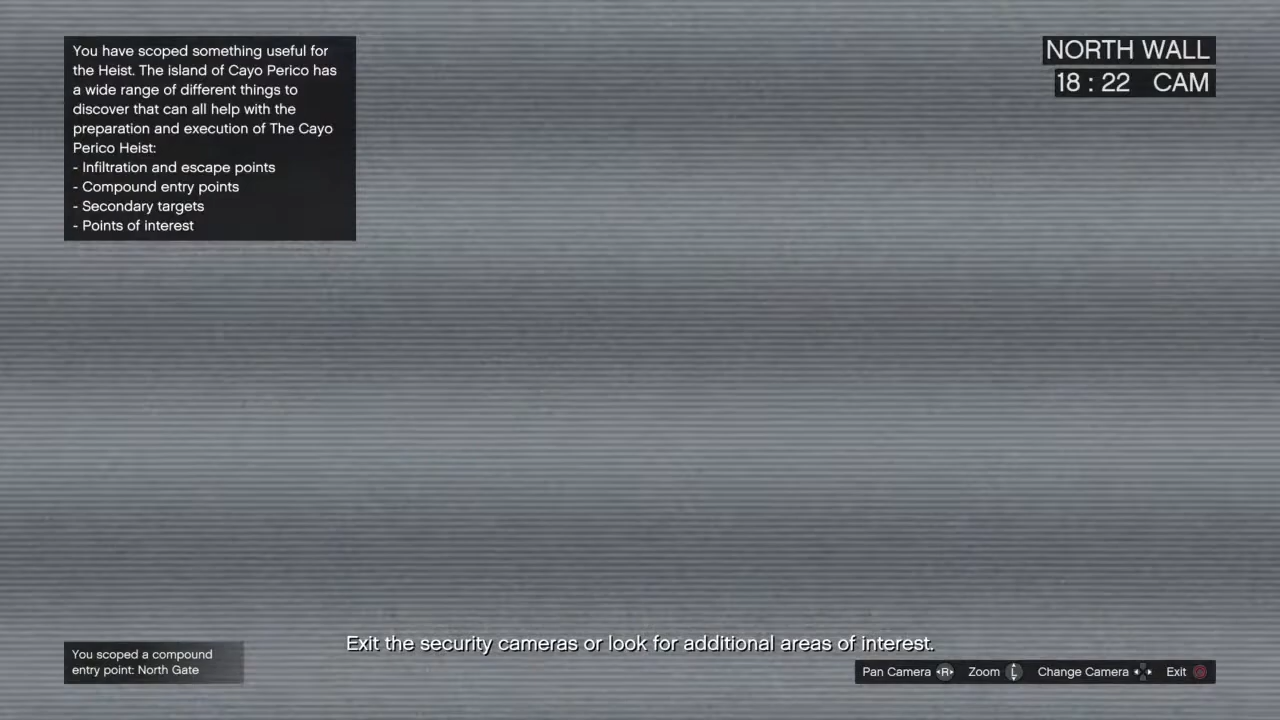 You have scoped something useful for
the Heist. The island of Cayo Perico has
a wide range of different things to
discover that can all help with the
preparation and execution of The Cayo
Perico Heist:
- Infiltration and escape points
- Compound entry points
- Secondary targets
- Points of interest
NORTH WALL
18 : 22 CAM
Exit the security cameras or look for additional areas of interest.
You scoped a compound
entry point: North Gate
Pan Camera R Zoom L Change Camera Exit